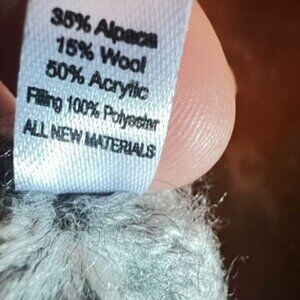 35% Alpaca
15% Wool
50% Acrylic
Filling 100% Polyester
ALL NEW MATERIALS